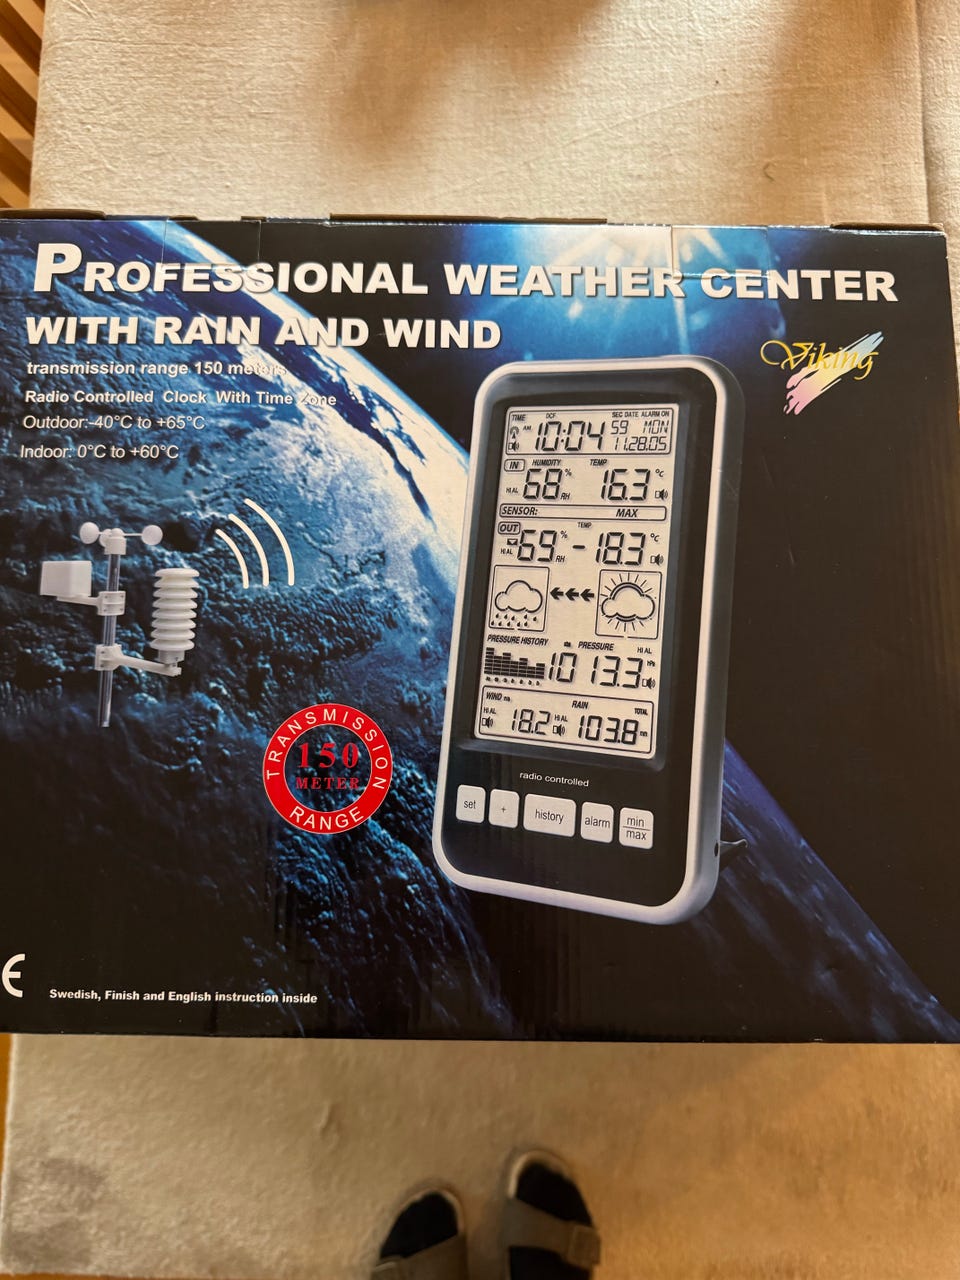 PROFESSIONAL WEATHER CENTER
WITH RAIN AND WIND
transmission range 150 meters
Radio Controlled Clock With Time Zone
Outdoor:-40°C to +65°C
Indoor: 0°C to +60°C
Viking
TIME DCF SEC DATE ALARM ON
AM 10:04 59 MON
11.28.05
IN HUMIDITY TEMP
HI AL 68 % RH 16.3 °C
SENSOR: MAX
OUT TEMP
HI AL 69 % RH -18.3 °C
PRESSURE HISTORY PRESSURE HI AL
1013.3 hPa
WIND RAIN TOTAL
HI AL 18.2 HI AL 103.8
radio controlled
set + history alarm min max
TRANSMISSION
150
METER
RANGE
CE
Swedish, Finish and English instruction inside